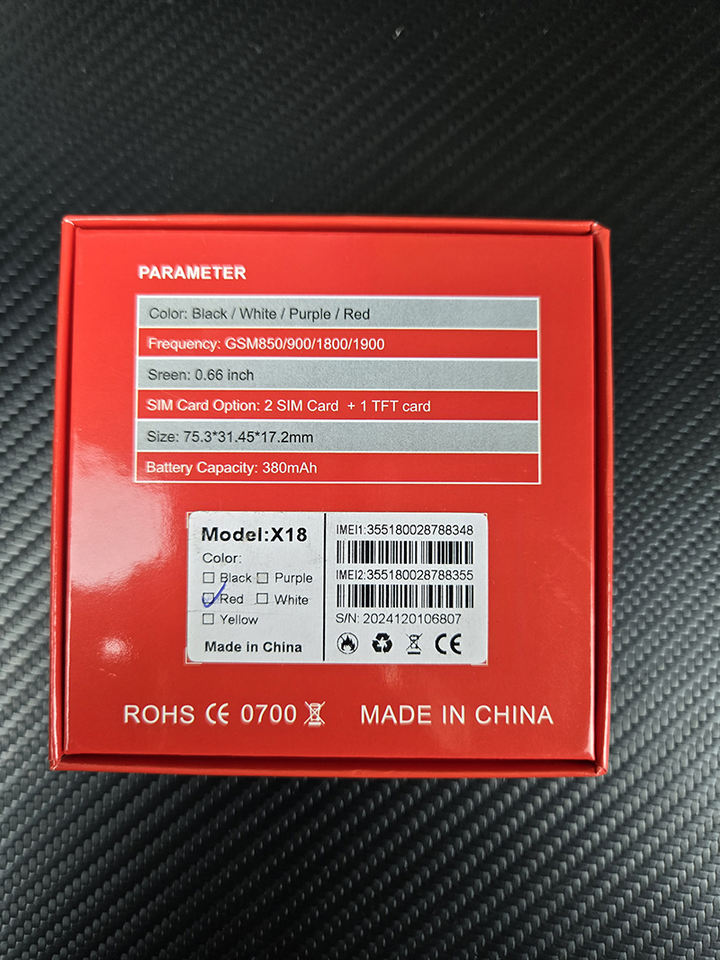 PARAMETER
Color: Black / White / Purple / Red
Frequency: GSM850/900/1800/1900
Sreen: 0.66 inch
SIM Card Option: 2 SIM Card + 1 TFT card
Size: 75.3*31.45*17.2mm
Battery Capacity: 380mAh
Model:X18
Color:
Black Purple
Red White
Yellow
Made in China
IMEI1:355180028788348
IMEI2:355180028788355
S/N: 2024120106807
CE
ROHS CE 0700 MADE IN CHINA